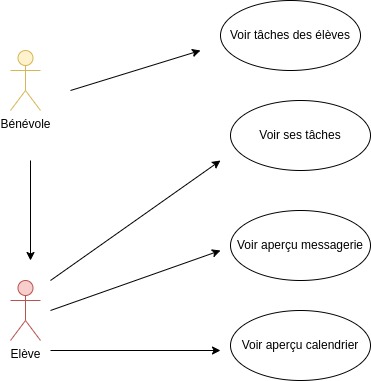 Voir tâches des élèves
Bénévole
Voir ses tâches
Voir aperçu messagerie
Elève
Voir aperçu calendrier